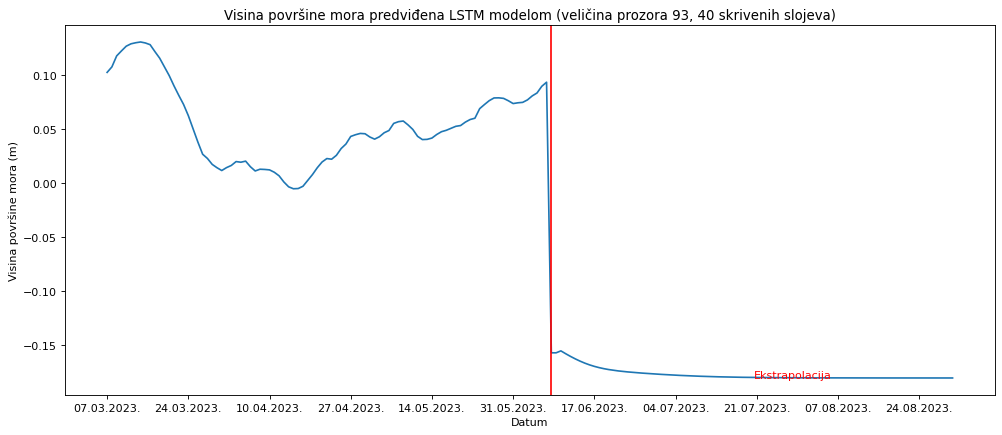 Visina površine mora predviđena LSTM modelom (veličina prozora 93, 40 skrivenih slojeva)
Visina površine mora (m)
0.10
0.05
0.00
−0.05
−0.10
−0.15
Ekstrapolacija
07.03.2023. 24.03.2023. 10.04.2023. 27.04.2023. 14.05.2023. 31.05.2023. 17.06.2023. 04.07.2023. 21.07.2023. 07.08.2023. 24.08.2023.
Datum